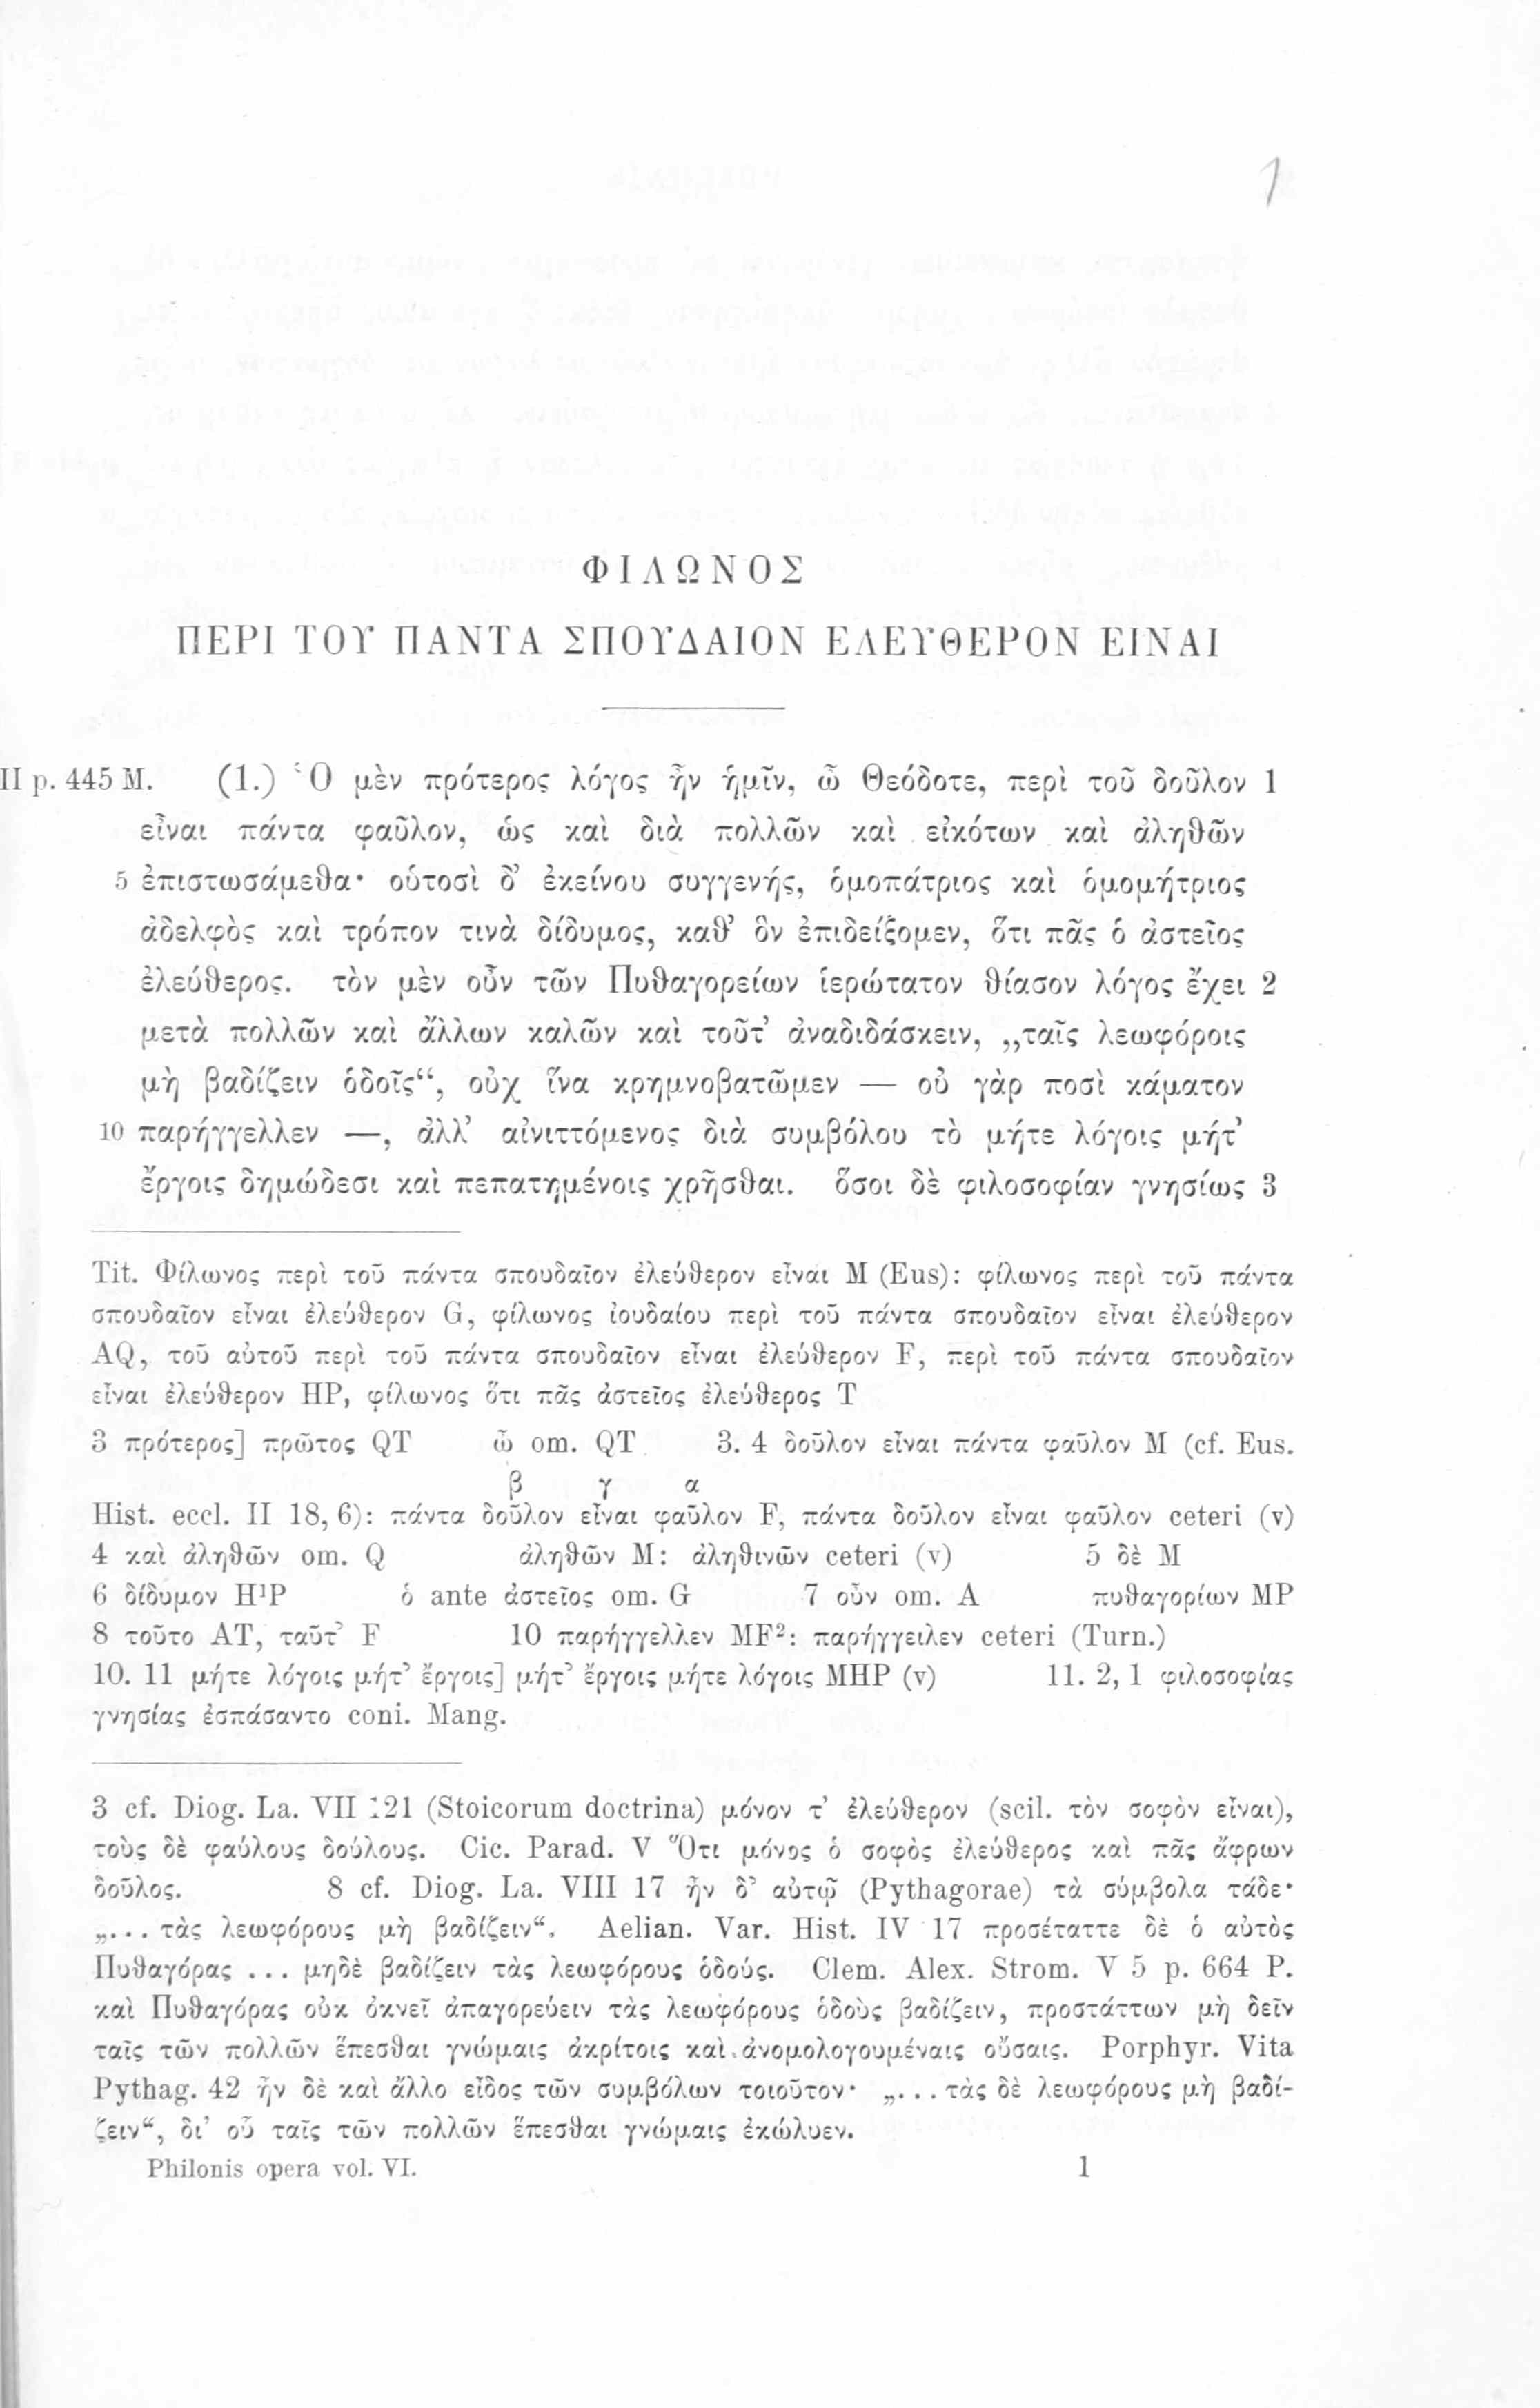 1
ΦΙΛΩΝΟΣ
ΠΕΡΙ ΤΟΥ ΠΑΝΤΑ ΣΠΟΥΔΑΙΟΝ ΕΛΕΥΘΕΡΟΝ ΕΙΝΑΙ
II p. 445 M. (1.) Ὁ μὲν πρότερος λόγος ἦν ἡμῖν, ὦ Θεόδοτε, περὶ τοῦ δοῦλον 1
εἶναι πάντα φαῦλον, ὡς καὶ διὰ πολλῶν καὶ εἰκότων καὶ ἀληθῶν
5 ἐπιστωσάμεθα· οὑτοσὶ δ’ ἐκείνου συγγενής, ὁμοπάτριος καὶ ὁμομήτριος
ἀδελφὸς καὶ τρόπον τινὰ δίδυμος, καθ’ ὃν ἐπιδείξομεν, ὅτι πᾶς ὁ ἀστεῖος
ἐλεύθερος. τὸν μὲν οὖν τῶν Πυθαγορείων ἱερώτατον θίασον λόγος ἔχει 2
μετὰ πολλῶν καὶ ἄλλων καλῶν καὶ τοῦτ’ ἀναδιδάσκειν, „ταῖς λεωφόροις
μὴ βαδίζειν ὁδοῖς“, οὐχ ἵνα κρημνοβατῶμεν — οὐ γὰρ ποσὶ κάματον
10 παρήγγελλεν —, ἀλλ’ αἰνιττόμενος διὰ συμβόλου τὸ μήτε λόγοις μήτ’
ἔργοις δημώδεσι καὶ πεπατημένοις χρῆσθαι. ὅσοι δὲ φιλοσοφίαν γνησίως 3
Tit. Φίλωνος περὶ τοῦ πάντα σπουδαῖον ἐλεύθερον εἶναι M (Eus): φίλωνος περὶ τοῦ πάντα
σπουδαῖον εἶναι ἐλεύθερον G, φίλωνος ἰουδαίου περὶ τοῦ πάντα σπουδαῖον εἶναι ἐλεύθερον
AQ, τοῦ αὐτοῦ περὶ τοῦ πάντα σπουδαῖον εἶναι ἐλεύθερον F, περὶ τοῦ πάντα σπουδαῖον
εἶναι ἐλεύθερον HP, φίλωνος ὅτι πᾶς ἀστεῖος ἐλεύθερος T
3 πρότερος] πρῶτος QT ὦ om. QT 3. 4 δοῦλον εἶναι πάντα φαῦλον M (cf. Eus.
β γ α
Hist. eccl. II 18, 6): πάντα δοῦλον εἶναι φαῦλον F, πάντα δοῦλον εἶναι φαῦλον ceteri (v)
4 καὶ ἀληθῶν om. Q ἀληθῶν M: ἀληθινῶν ceteri (v) 5 δὲ M
6 δίδυμον H¹P ὁ ante ἀστεῖος om. G 7 οὖν om. A πυθαγορίων MP
8 τοῦτο AT, ταῦτ’ F 10 παρήγγελλεν MF²: παρήγγειλεν ceteri (Turn.)
10. 11 μήτε λόγοις μήτ’ ἔργοις] μήτ’ ἔργοις μήτε λόγοις MHP (v) 11. 2, 1 φιλοσοφίας
γνησίας ἐσπάσαντο coni. Mang.
3 cf. Diog. La. VII 121 (Stoicorum doctrina) μόνον τ’ ἐλεύθερον (scil. τὸν σοφὸν εἶναι),
τοὺς δὲ φαύλους δούλους. Cic. Parad. V Ὅτι μόνος ὁ σοφὸς ἐλεύθερος καὶ πᾶς ἄφρων
δοῦλος. 8 cf. Diog. La. VIII 17 ἦν δ’ αὐτῷ (Pythagorae) τὰ σύμβολα τάδε·
„... τὰς λεωφόρους μὴ βαδίζειν“. Aelian. Var. Hist. IV 17 προσέταττε δὲ ὁ αὐτὸς
Πυθαγόρας ... μηδὲ βαδίζειν τὰς λεωφόρους ὁδούς. Clem. Alex. Strom. V 5 p. 664 P.
καὶ Πυθαγόρας οὐκ ὀκνεῖ ἀπαγορεύειν τὰς λεωφόρους ὁδοὺς βαδίζειν, προστάττων μὴ δεῖν
ταῖς τῶν πολλῶν ἕπεσθαι γνώμαις ἀκρίτοις καὶ ἀνομολογουμέναις οὔσαις. Porphyr. Vita
Pythag. 42 ἦν δὲ καὶ ἄλλο εἶδος τῶν συμβόλων τοιοῦτον· „... τὰς δὲ λεωφόρους μὴ βαδί-
ζειν“, δι’ οὗ ταῖς τῶν πολλῶν ἕπεσθαι γνώμαις ἐκώλυεν.
Philonis opera vol. VI. 1